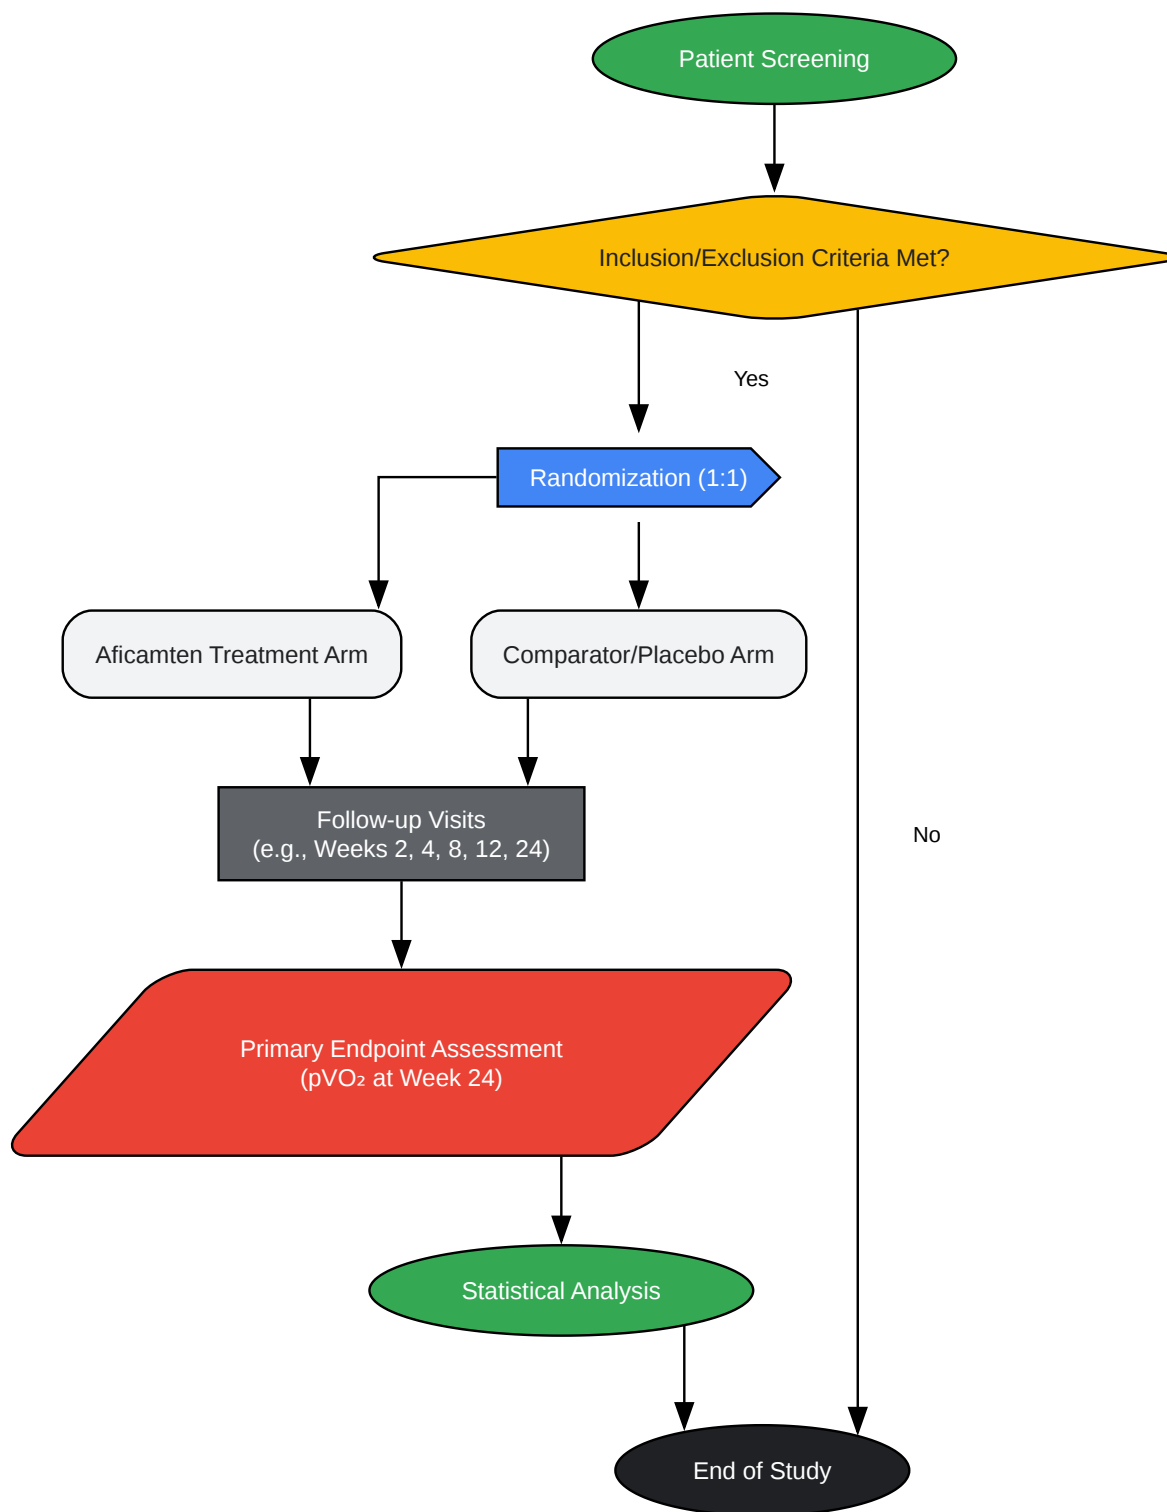 Patient Screening
Inclusion/Exclusion Criteria Met?
Yes
Randomization (1:1)
Aficamten Treatment Arm
Comparator/Placebo Arm
Follow-up Visits
(e.g., Weeks 2, 4, 8, 12, 24)
No
Primary Endpoint Assessment
(pVO₂ at Week 24)
Statistical Analysis
End of Study